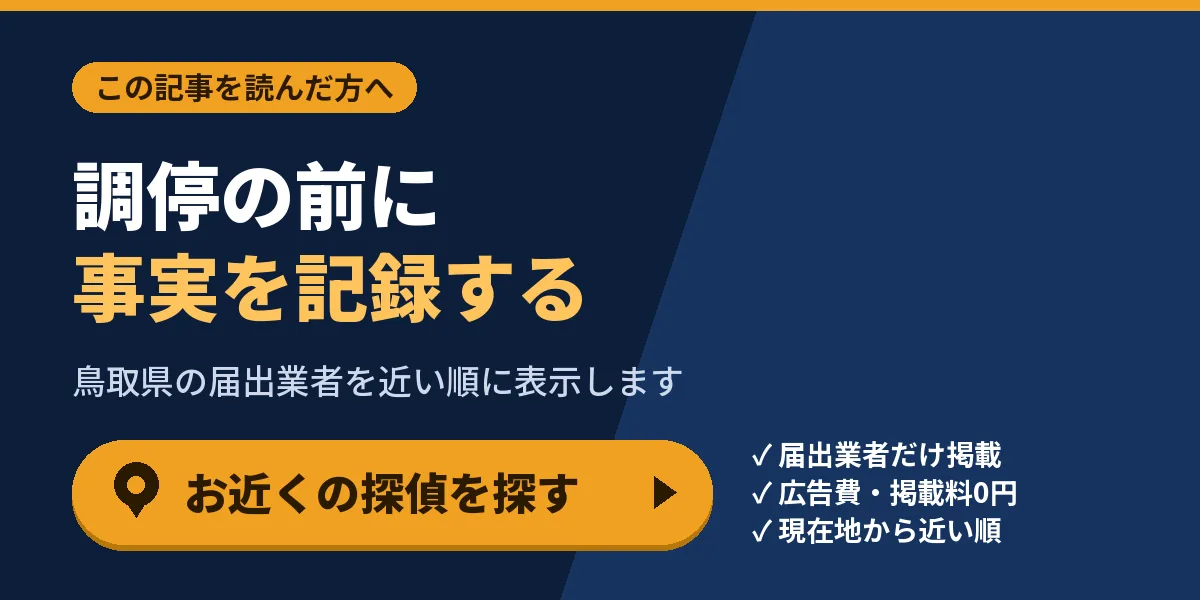 この記事を読んだ方へ
調停の前に
事実を記録する
鳥取県の届出業者を近い順に表示します
お近くの探偵を探す
✓ 届出業者だけ掲載
✓ 広告費・掲載料0円
✓ 現在地から近い順